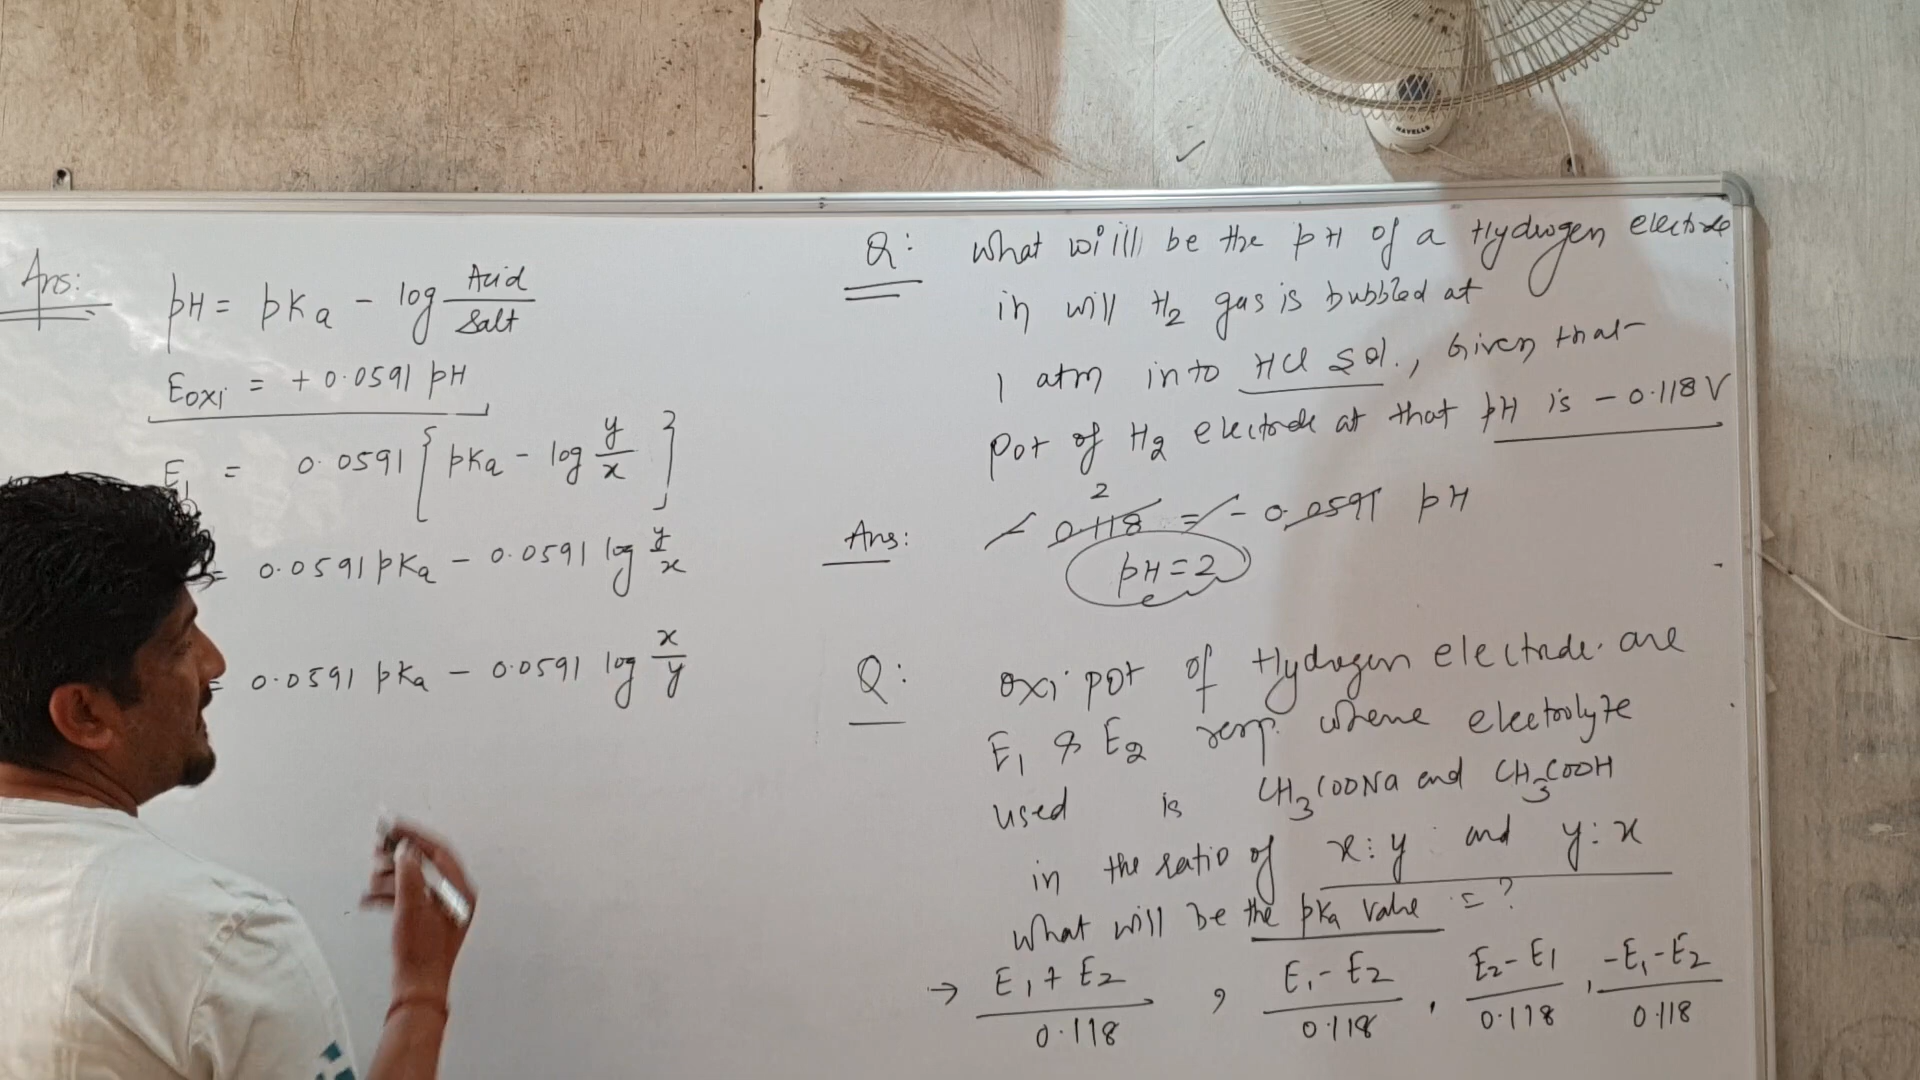 Ans:
pH = pKa - log Acid/Salt
Eoxi = + 0.0591 pH
E1 = 0.0591 [pKa - log y/x]
= 0.0591 pKa - 0.0591 log y/x
= 0.0591 pKa - 0.0591 log x/y
Q: what will be the pH of a Hydrogen electrode
in will H2 gas is bubbled at
1 atm into HCl sol., Given that
pot of H2 electrode at that pH is - 0.118 V
Ans: - 0.118 = - 0.0591 pH
2
pH = 2
Q: oxi pot of Hydrogen electrode are
E1 & E2 resp. where electrolyte
used is CH3COONa and CH3COOH
in the ratio of x:y and y:x
what will be the pKa value = ?
→ E1 + E2 / 0.118 , E1 - E2 / 0.118 , E2 - E1 / 0.118 , -E1 - E2 / 0.118
HAVELLS